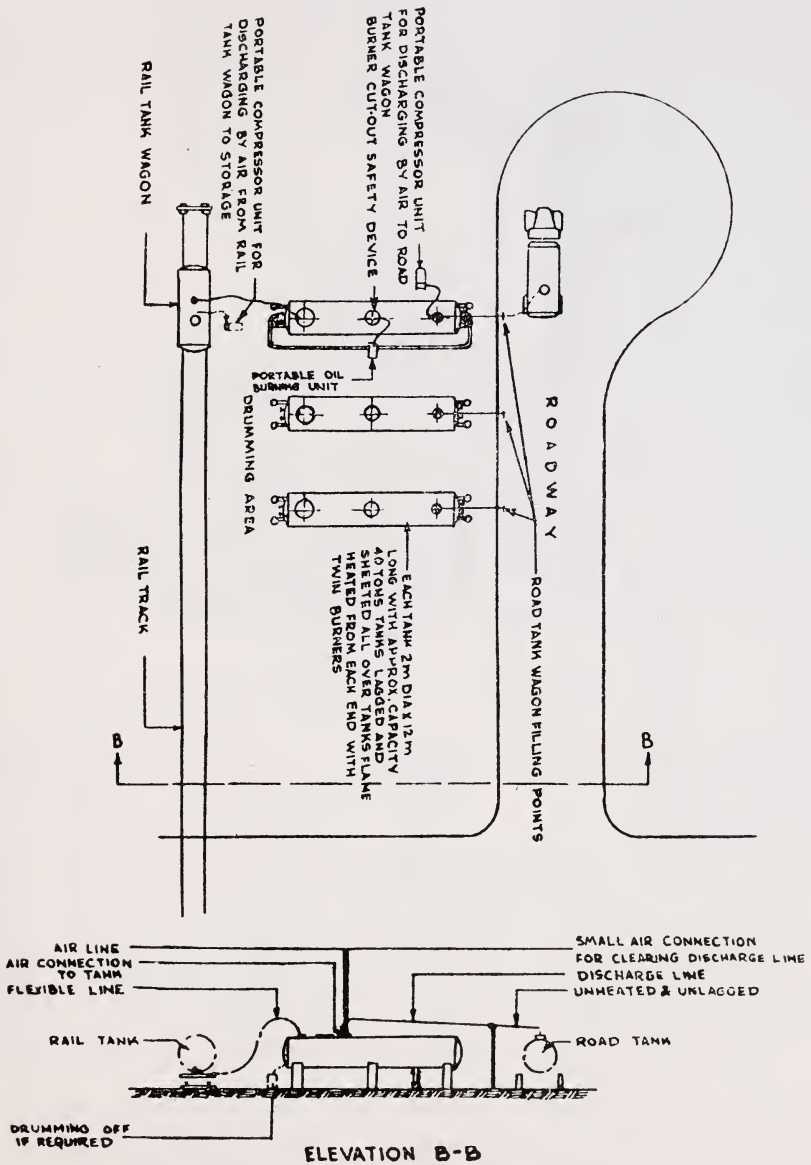 PORTABLE COMPRESSOR UNIT
FOR DISCHARGING BY AIR TO ROAD
TANK WAGON
BURNER CUT-OUT SAFETY DEVICE
PORTABLE COMPRESSOR UNIT FOR
DISCHARGING BY AIR FROM RAIL
TANK WAGON TO STORAGE
RAIL TANK WAGON
PORTABLE OIL
BURNING UNIT
DRUMMING AREA
ROADWAY
ROAD TANK WAGON FILLING POINTS
EACH TANK 2M DIA X 12M
LONG WITH APPROX CAPACITY
40 TONS TANKS LAGGED AND
SHEETED ALL OVER TANKS FLAME
HEATED FROM EACH END WITH
TWIN BURNERS
RAIL TRACK
B
B
AIR LINE
AIR CONNECTION
TO TANK
FLEXIBLE LINE
RAIL TANK
DRUMMING OFF
IF REQUIRED
SMALL AIR CONNECTION
FOR CLEARING DISCHARGE LINE
DISCHARGE LINE
UNHEATED & UNLAGGED
ROAD TANK
ELEVATION B-B